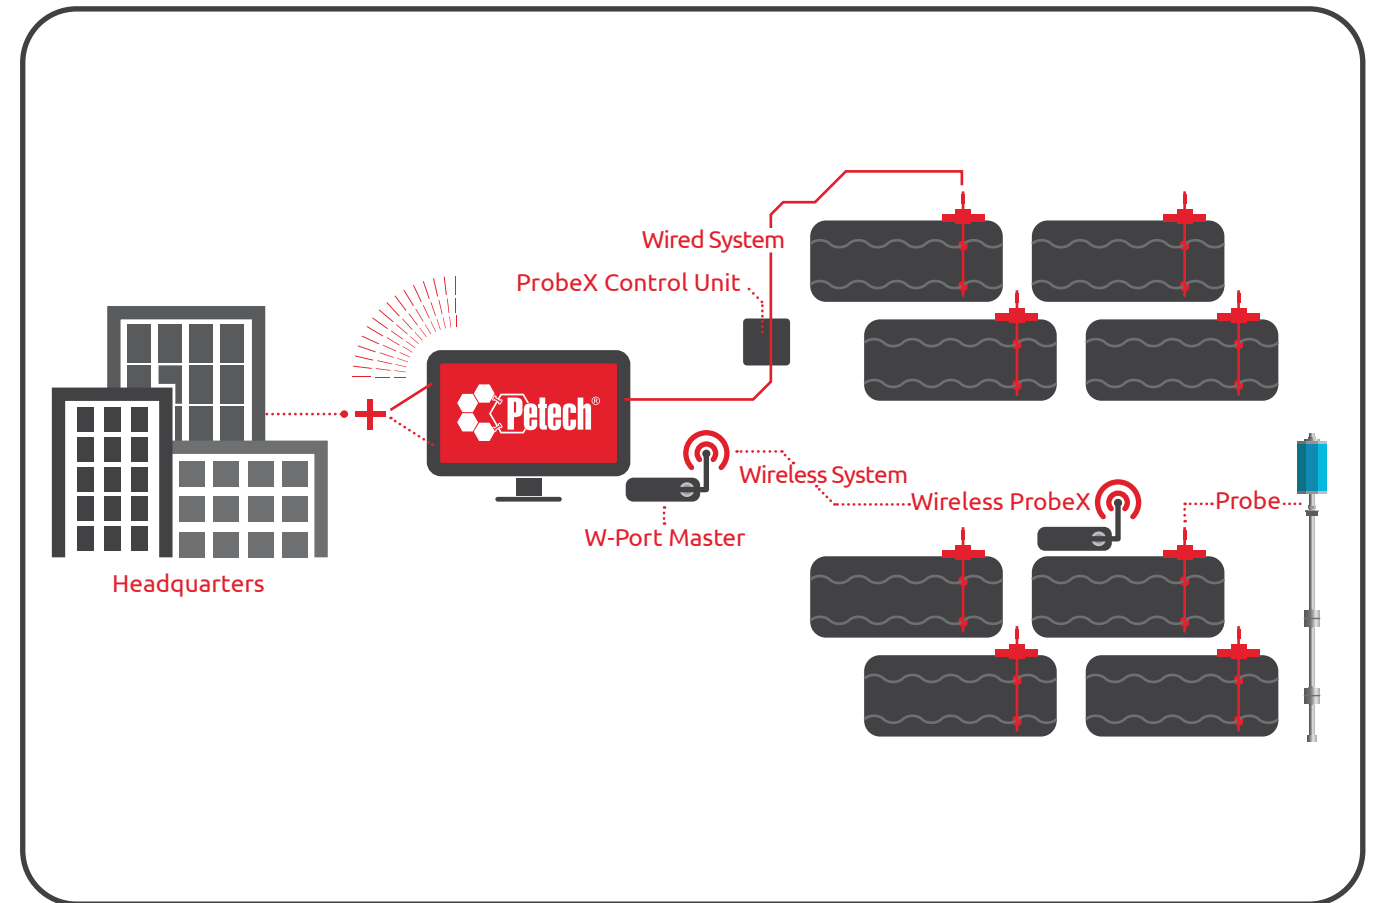 Wired System
ProbeX Control Unit
Petech®
Wireless System
Wireless ProbeX
Probe
W-Port Master
Headquarters